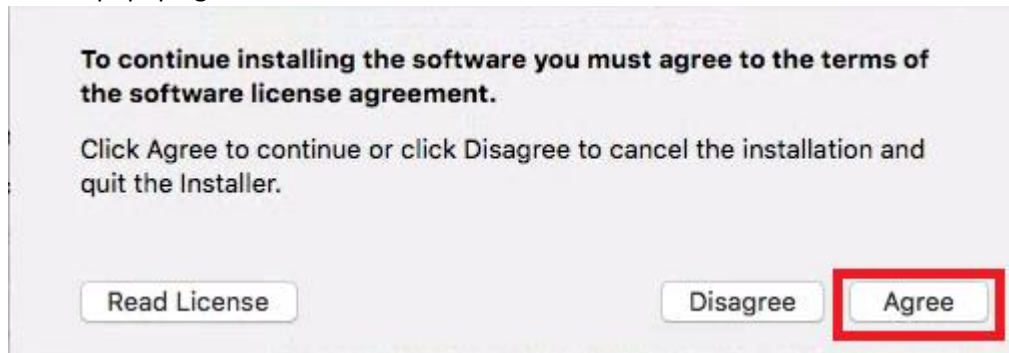 To continue installing the software you must agree to the terms of
the software license agreement.
Click Agree to continue or click Disagree to cancel the installation and
quit the Installer.
Read License Disagree Agree